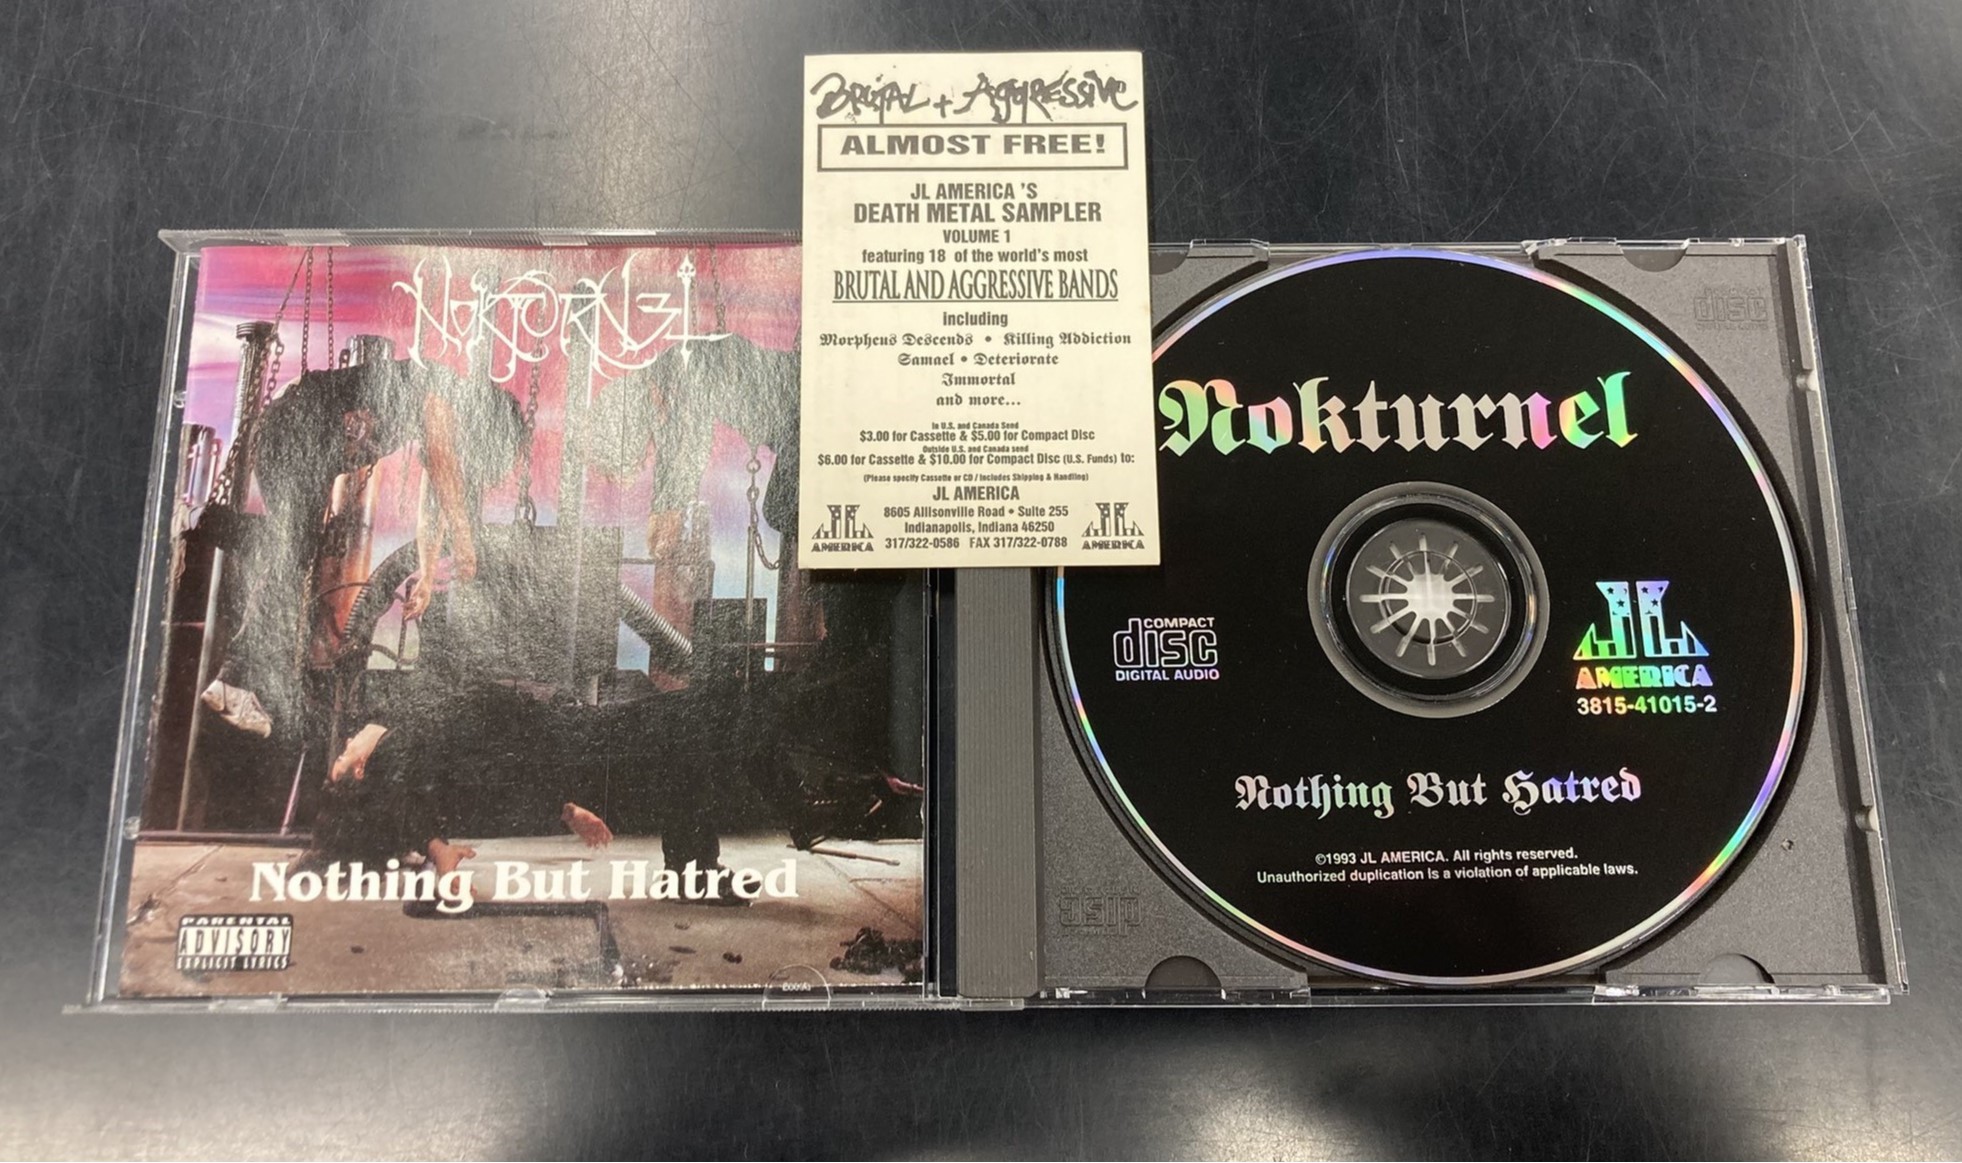 NOKTURNEL
Nothing But Hatred
PARENTAL
ADVISORY
EXPLICIT LYRICS
BRUTAL + AGGRESSIVE
ALMOST FREE!
JL AMERICA 'S
DEATH METAL SAMPLER
VOLUME 1
featuring 18 of the world's most
BRUTAL AND AGGRESSIVE BANDS
including
Morpheus Descends • Killing Addiction
Samael • Deteriorate
Immortal
and more...
In U.S. and Canada Send
$3.00 for Cassette & $5.00 for Compact Disc
Outside U.S. and Canada send
$6.00 for Cassette & $10.00 for Compact Disc (U.S. Funds) to:
(Please specify Cassette or CD / Includes Shipping & Handling)
JL AMERICA
8605 Allisonville Road • Suite 255
Indianapolis, Indiana 46250
317/322-0586 FAX 317/322-0788
JL
AMERICA
JL
AMERICA
Nokturnel
COMPACT
disc
DIGITAL AUDIO
JL
AMERICA
3815-41015-2
Nothing But Hatred
©1993 JL AMERICA. All rights reserved.
Unauthorized duplication is a violation of applicable laws.
disc
disc